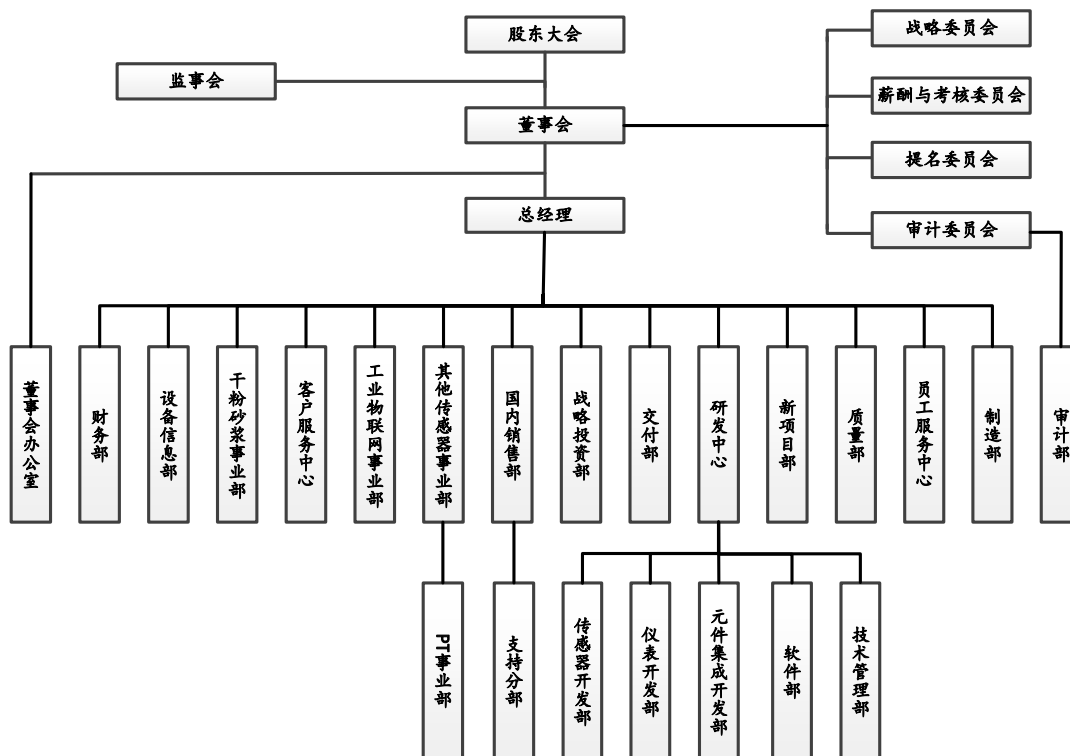 股东大会
战略委员会
监事会
薪酬与考核委员会
董事会
提名委员会
总经理
审计委员会
董事会办公室
财务部
设备信息部
干粉砂浆事业部
客户服务中心
工业物联网事业部
其他传感器事业部
国内销售部
战略投资部
交付部
研发中心
新项目部
质量部
员工服务中心
制造部
审计部
PT事业部
支持分部
传感器开发部
仪表开发部
元件集成开发部
软件部
技术管理部